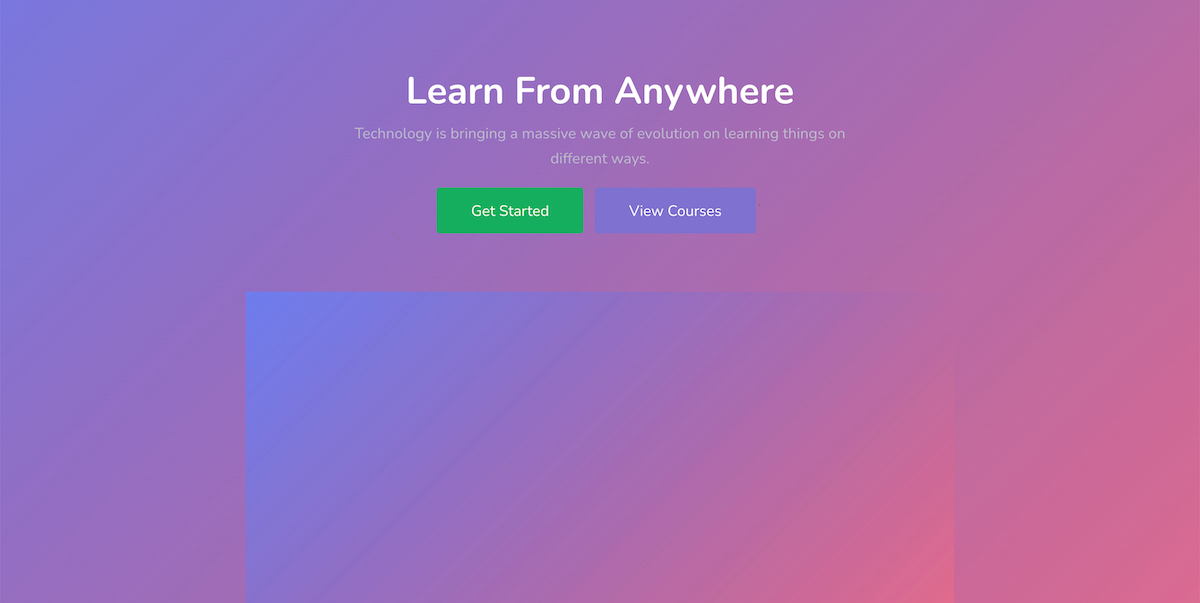 Learn From Anywhere
Technology is bringing a massive wave of evolution on learning things on
different ways.
Get Started
View Courses